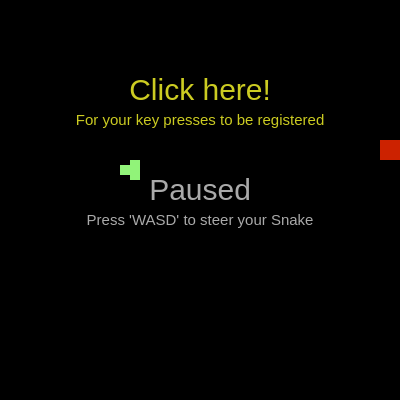 Click here!
For your key presses to be registered
Paused
Press 'WASD' to steer your Snake